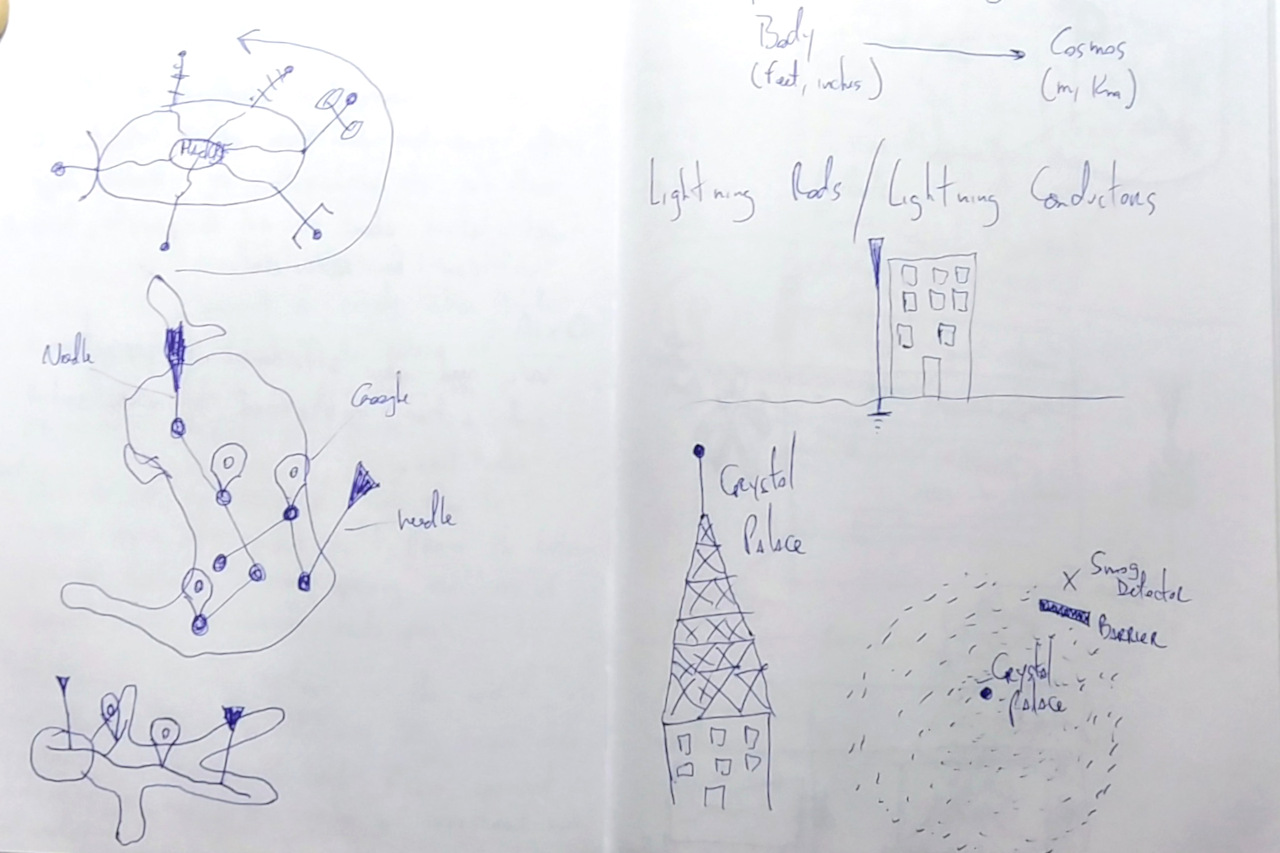 Needle
Google
needle
Body
(feet, inches)
Cosmos
(m, Km)
Lightning Rods / Lightning Conductors
Crystal
Palace
Smog
Detector
X
BARRIER
Crystal
Palace